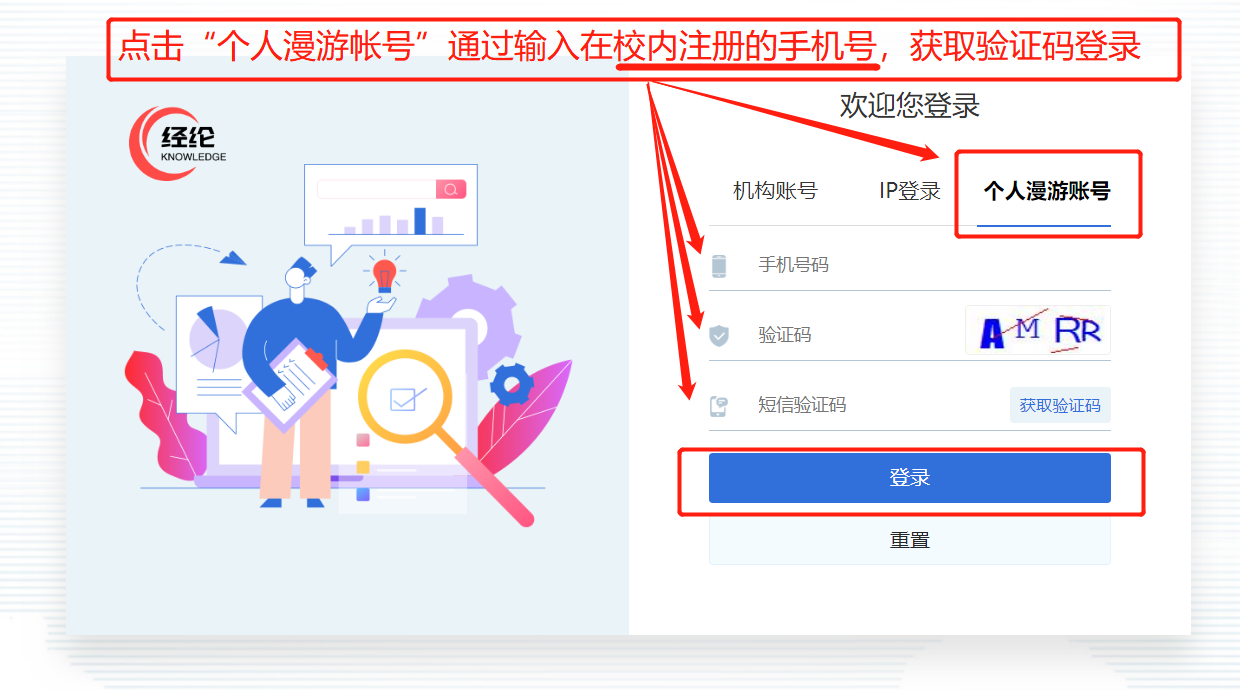 点击“个人漫游帐号”通过输入在校内注册的手机号，获取验证码登录
经纶
KNOWLEDGE
欢迎您登录
机构账号 IP登录 个人漫游账号
手机号码
验证码 AMRR
短信验证码 获取验证码
登录
重置